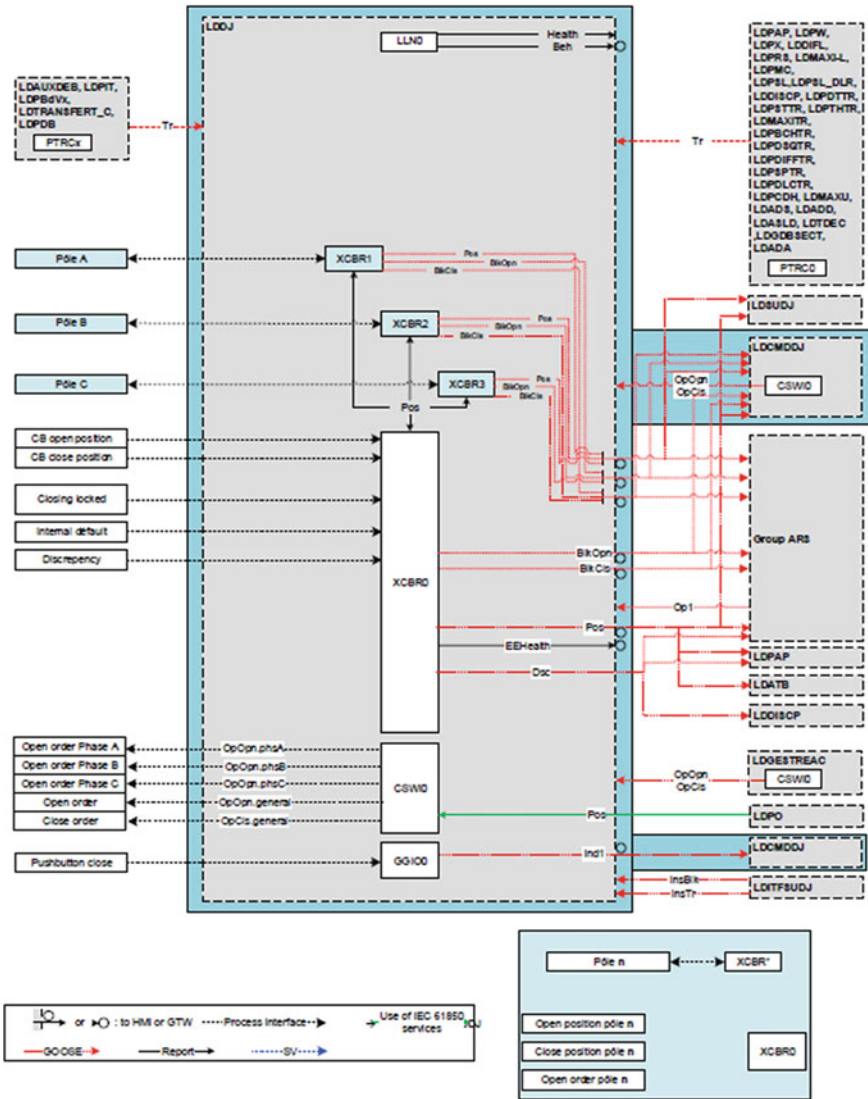 LDDJ
LLN0
Health
Beh
LDAUXDEB, LDPIT,
LDPBdVx,
LDTRANSFERT_C,
LDPDB
PTRCx
Tr
LDPAP, LDPW,
LDPX, LDDIFL,
LDPRS, LDMAXI-L,
LDPMC,
LDPSL,LDPSL_DLR,
LDDISCP, LDPDTTR,
LDPSTTR, LDPTHTR,
LDMAXITR,
LDPBCHTR,
LDPDSQTR,
LDPDIFFTR,
LDPSPTR,
LDPDLCTR,
LDPCDH, LDMAXU,
LDADS, LDADD,
LDASLD, LDTDEC
,LDGDBSECT,
LDADA
PTRC0
Tr
Pôle A
XCBR1
Pos
BlkOpn
BlkCls
Pôle B
XCBR2
Pos
BlkOpn
BlkCls
Pôle C
XCBR3
Pos
BlkOpn
BlkCls
Pos
LDSUDJ
LDCMDDJ
OpOpn
OpCls
CSWI0
CB open position
CB close position
Closing locked
Internal default
Discrepency
XCBR0
BlkOpn
BlkCls
Op1
Pos
EEHealth
Dsc
Group ARS
LDPAP
LDATB
LDDISCP
Open order Phase A
Open order Phase B
Open order Phase C
Open order
Close order
OpOpn.phsA
OpOpn.phsB
OpOpn.phsC
OpOpn.general
OpCls.general
CSWI0
LDGESTREAC
OpOpn
OpCls
CSWI0
Pos
LDPO
Pushbutton close
GGIO0
Ind1
LDCMDDJ
InsBlk
InsTr
LDITFSUDJ
or : to HMI or GTW
Process Interface
Use of IEC 61850
services
DJ
GOOSE
Report
SV
Pôle n
XCBR*
Open position pôle n
Close position pôle n
Open order pôle n
XCBR0